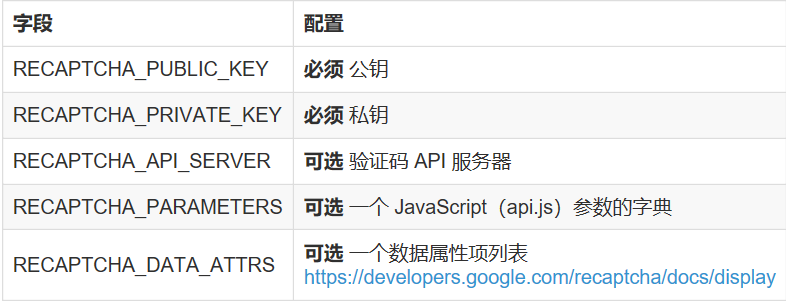 字段 配置
RECAPTCHA_PUBLIC_KEY 必须 公钥
RECAPTCHA_PRIVATE_KEY 必须 私钥
RECAPTCHA_API_SERVER 可选 验证码 API 服务器
RECAPTCHA_PARAMETERS 可选 一个 JavaScript（api.js）参数的字典
RECAPTCHA_DATA_ATTRS 可选 一个数据属性项列表
https://developers.google.com/recaptcha/docs/display